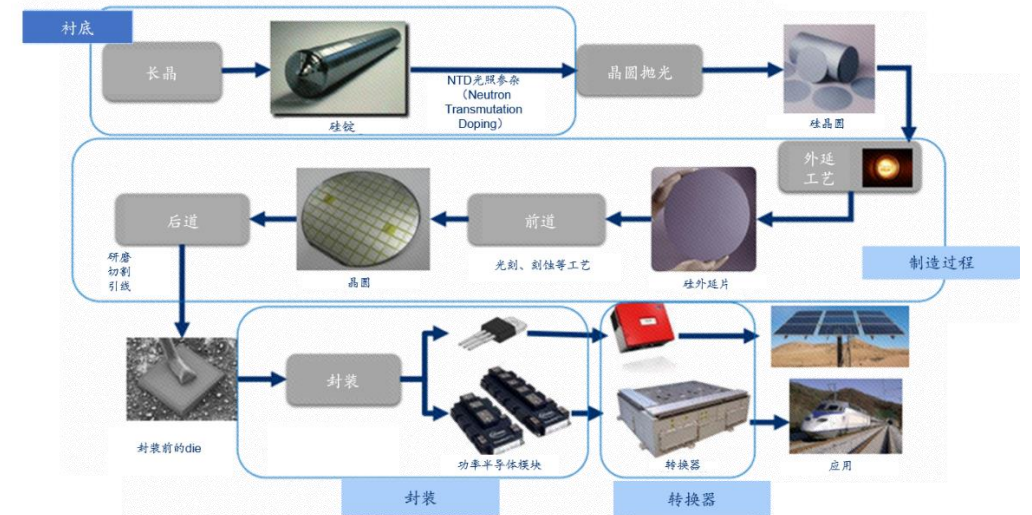 衬底
长晶
硅锭
NTD光照参杂
（Neutron
Transmutation
Doping）
晶圆抛光
硅晶圆
外延
工艺
硅外延片
前道
光刻、刻蚀等工艺
晶圆
后道
研磨
切割
引线
制造过程
封装前的die
封装
功率半导体模块
转换器
应用
封装
转换器